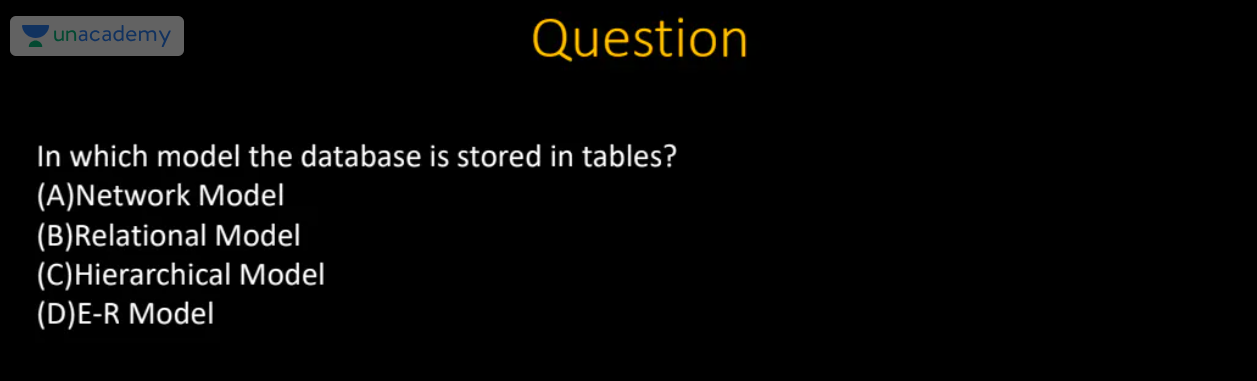 unacademy
Question
In which model the database is stored in tables?
(A)Network Model
(B)Relational Model
(C)Hierarchical Model
(D)E-R Model